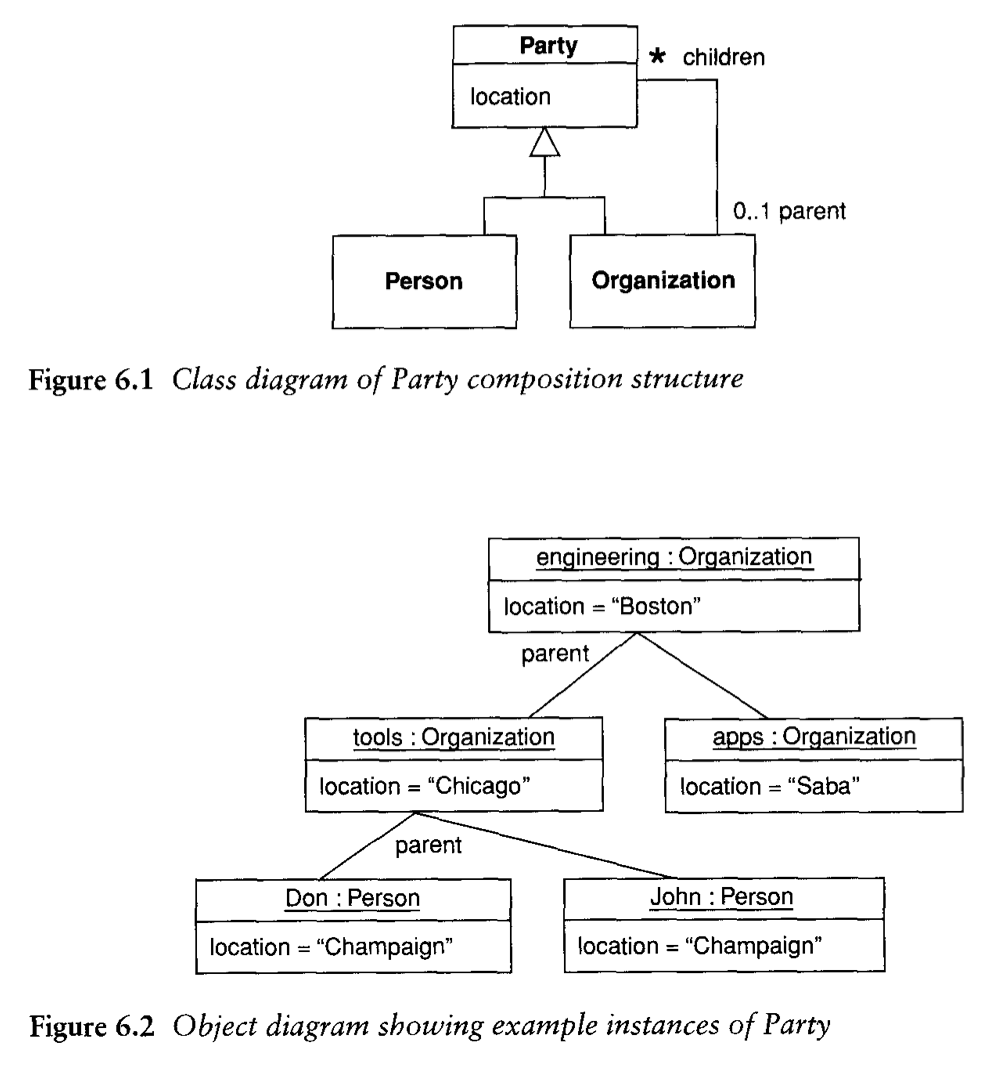 Party
* children
location
0..1 parent
Person
Organization
Figure 6.1 Class diagram of Party composition structure
engineering : Organization
location = “Boston”
parent
tools : Organization
apps : Organization
location = “Chicago”
location = “Saba”
parent
Don : Person
John : Person
location = “Champaign”
location = “Champaign”
Figure 6.2 Object diagram showing example instances of Party